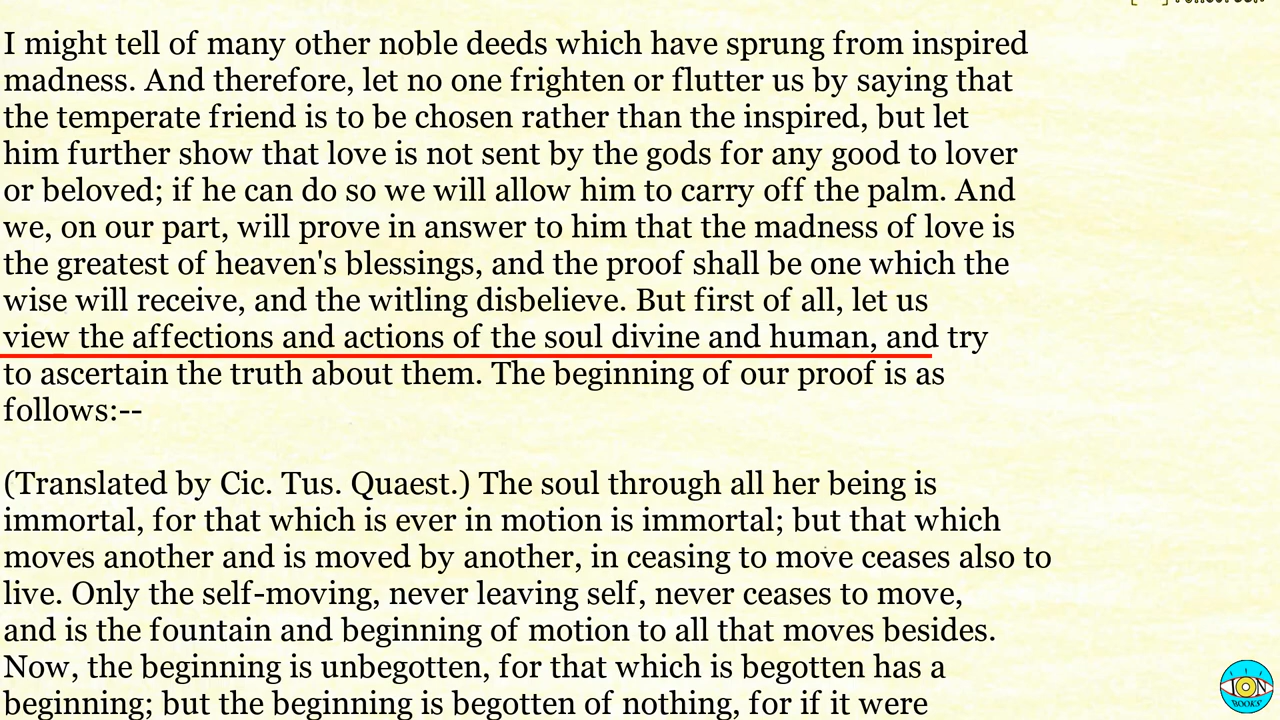 I might tell of many other noble deeds which have sprung from inspired
madness. And therefore, let no one frighten or flutter us by saying that
the temperate friend is to be chosen rather than the inspired, but let
him further show that love is not sent by the gods for any good to lover
or beloved; if he can do so we will allow him to carry off the palm. And
we, on our part, will prove in answer to him that the madness of love is
the greatest of heaven's blessings, and the proof shall be one which the
wise will receive, and the witling disbelieve. But first of all, let us
view the affections and actions of the soul divine and human, and try
to ascertain the truth about them. The beginning of our proof is as
follows:--
(Translated by Cic. Tus. Quaest.) The soul through all her being is
immortal, for that which is ever in motion is immortal; but that which
moves another and is moved by another, in ceasing to move ceases also to
live. Only the self-moving, never leaving self, never ceases to move,
and is the fountain and beginning of motion to all that moves besides.
Now, the beginning is unbegotten, for that which is begotten has a
beginning; but the beginning is begotten of nothing, for if it were
ION
BOOKS